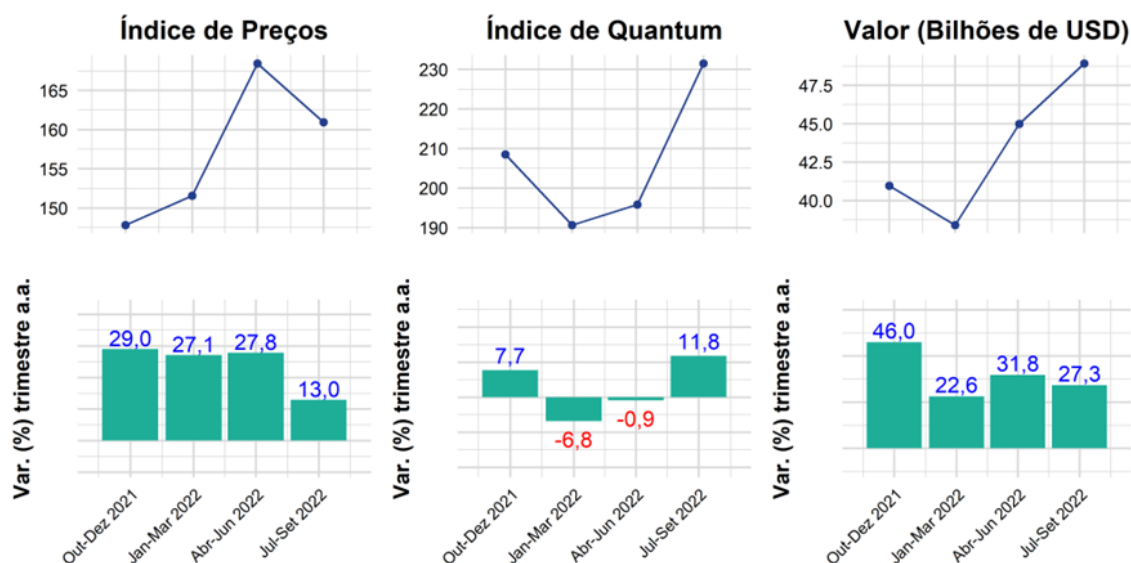 Índice de Preços
165
160
155
150
Índice de Quantum
230
220
210
200
190
Valor (Bilhões de USD)
47.5
45.0
42.5
40.0
Var. (%) trimestre a.a.
29,0
27,1
27,8
13,0
Out-Dez 2021
Jan-Mar 2022
Abr-Jun 2022
Jul-Set 2022
Var. (%) trimestre a.a.
7,7
-6,8
-0,9
11,8
Out-Dez 2021
Jan-Mar 2022
Abr-Jun 2022
Jul-Set 2022
Var. (%) trimestre a.a.
46,0
22,6
31,8
27,3
Out-Dez 2021
Jan-Mar 2022
Abr-Jun 2022
Jul-Set 2022